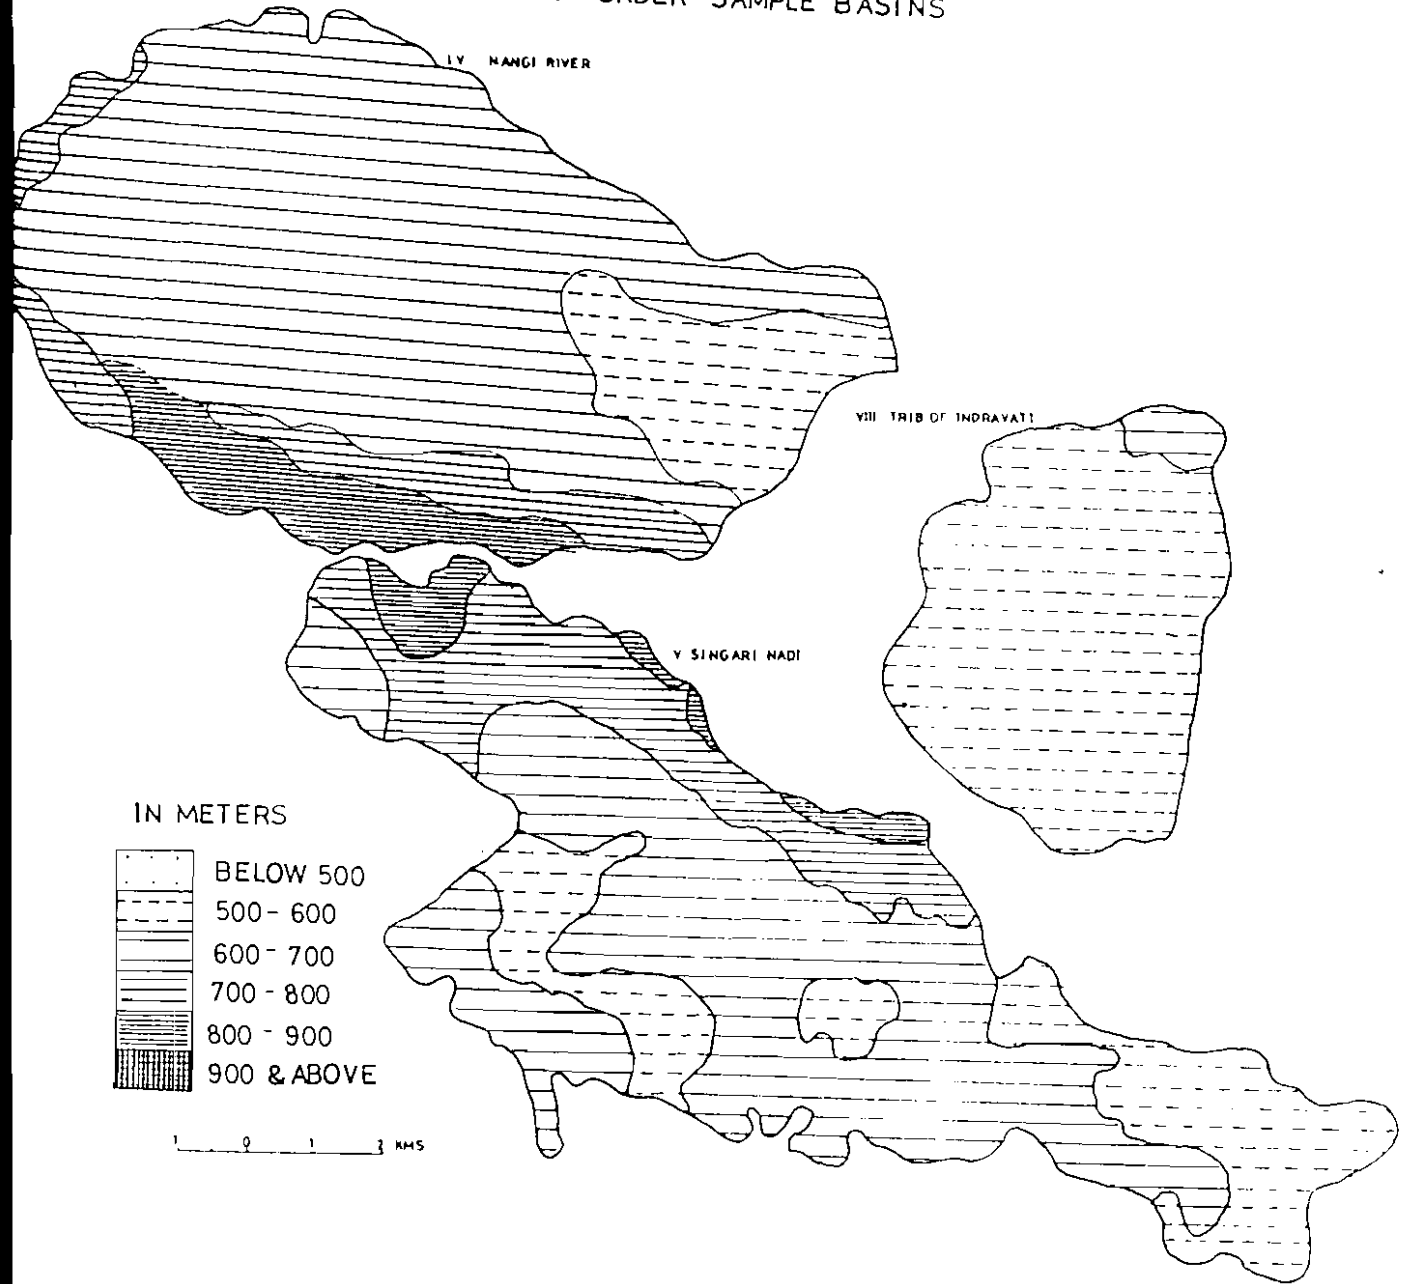 ORDER SAMPLE BASINS
IV NANGI RIVER
VIII TRIB OF INDRAVATI
V SINGARI NADI
IN METERS
BELOW 500
500 - 600
600 - 700
700 - 800
800 - 900
900 & ABOVE
1 0 1 2 KMS